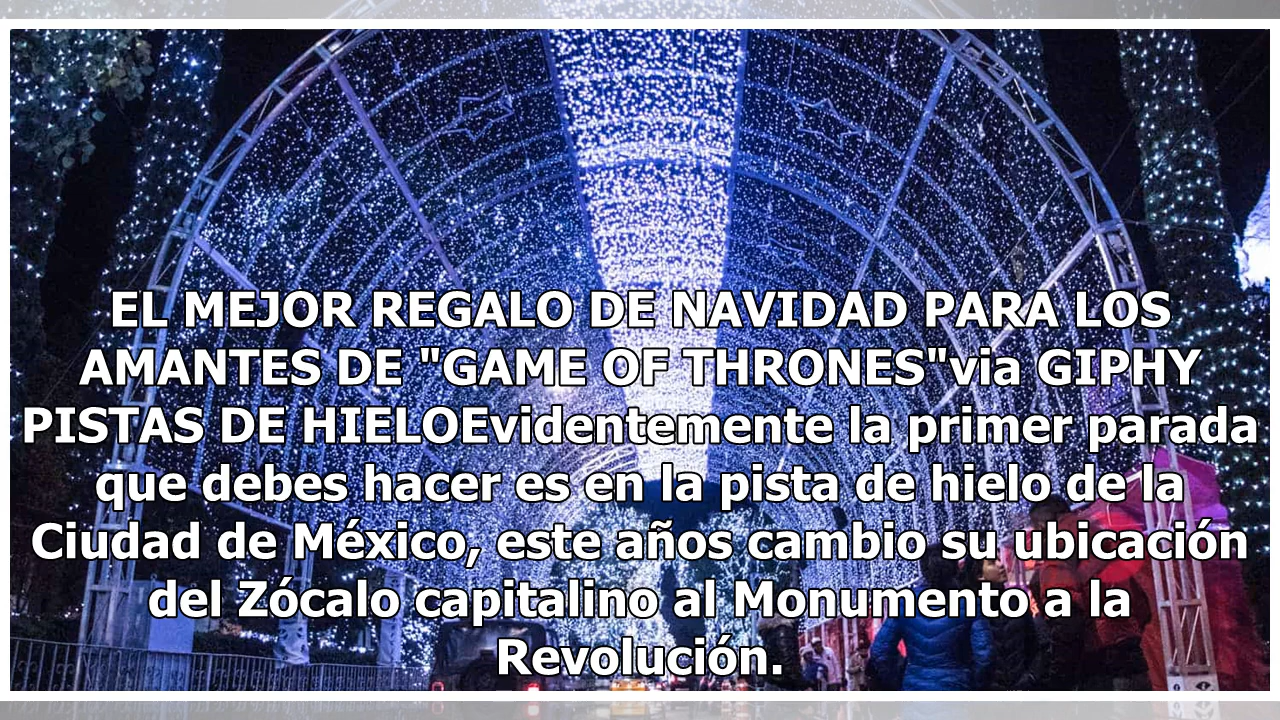 EL MEJOR REGALO DE NAVIDAD PARA LOS
AMANTES DE "GAME OF THRONES"via GIPHY
PISTAS DE HIELOEvidentemente la primer parada
que debes hacer es en la pista de hielo de la
Ciudad de México, este años cambio su ubicación
del Zócalo capitalino al Monumento a la
Revolución.